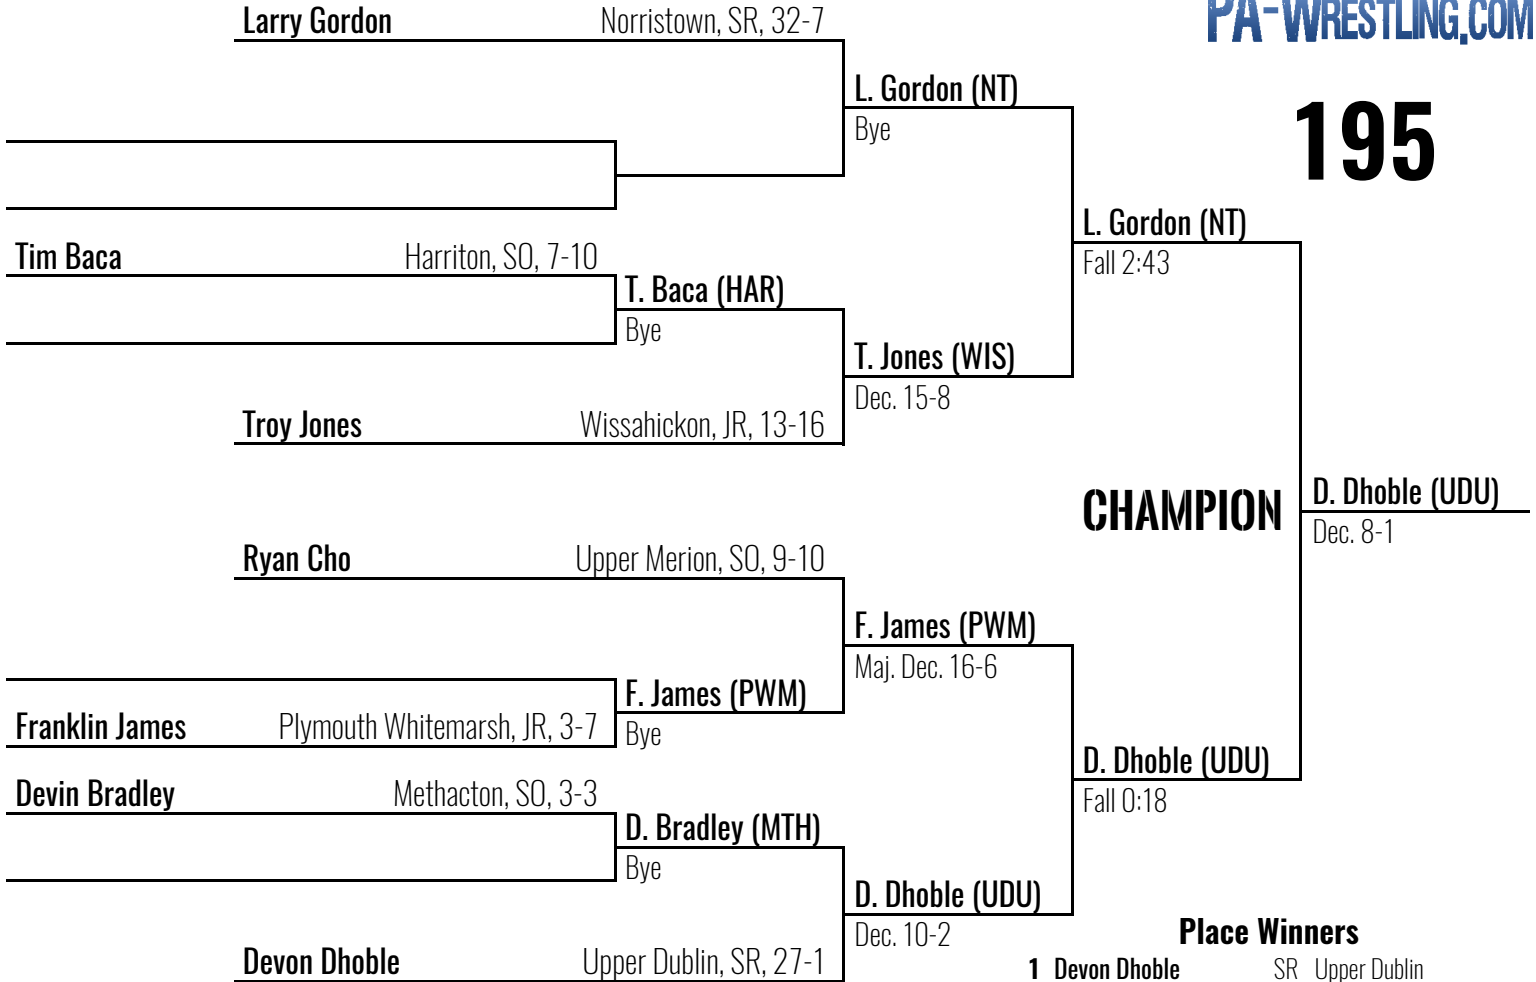 PA-WRESTLING.COM
195
Larry Gordon Norristown, SR, 32-7
L. Gordon (NT)
Bye
L. Gordon (NT)
Fall 2:43
Tim Baca Harriton, SO, 7-10
T. Baca (HAR)
Bye
T. Jones (WIS)
Dec. 15-8
Troy Jones Wissahickon, JR, 13-16
CHAMPION
D. Dhoble (UDU)
Dec. 8-1
Ryan Cho Upper Merion, SO, 9-10
F. James (PWM)
Maj. Dec. 16-6
F. James (PWM)
Bye
Franklin James Plymouth Whitemarsh, JR, 3-7
D. Dhoble (UDU)
Fall 0:18
Devin Bradley Methacton, SO, 3-3
D. Bradley (MTH)
Bye
D. Dhoble (UDU)
Dec. 10-2
Devon Dhoble Upper Dublin, SR, 27-1
Place Winners
1 Devon Dhoble SR Upper Dublin